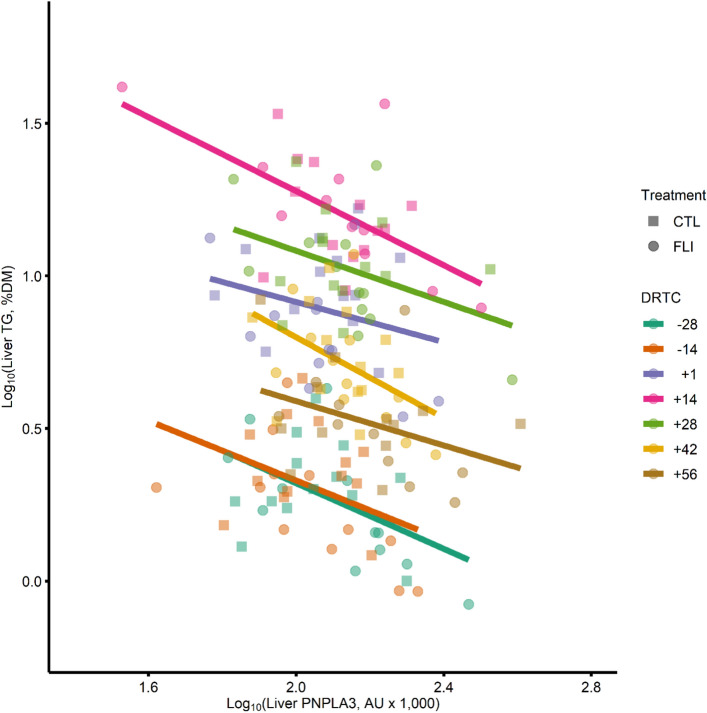 1.5
1.0
0.5
0.0
Log10(Liver TG, %DM)
1.6
2.0
2.4
2.8
Log10(Liver PNPLA3, AU x 1,000)
Treatment
CTL
FLI
DRTC
-28
-14
+1
+14
+28
+42
+56